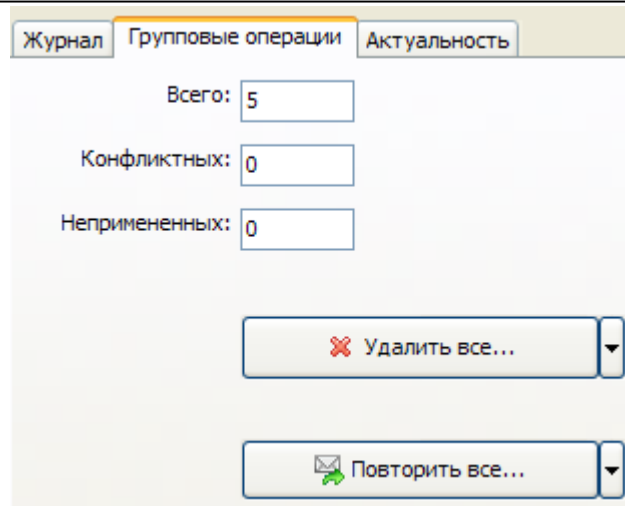 Журнал Групповые операции Актуальность
Всего: 5
Конфликтных: 0
Непримененных: 0
Удалить все...
Повторить все...